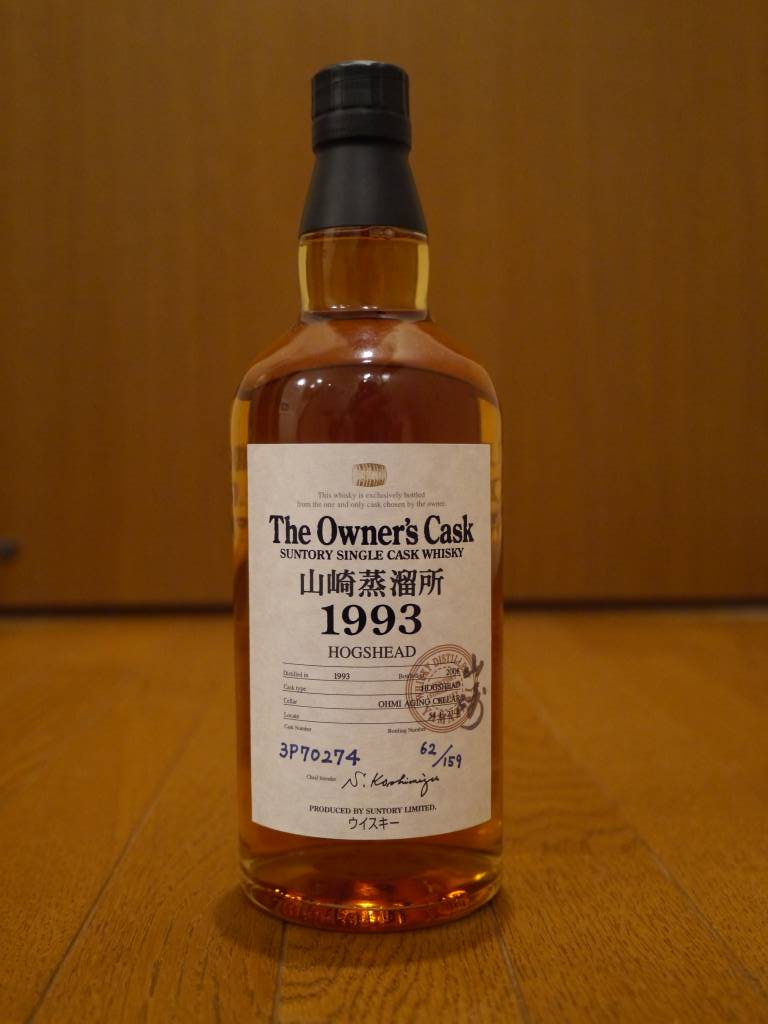 This whisky is exclusively bottled
from the one and only cask chosen by the owner.
The Owner's Cask
SUNTORY SINGLE CASK WHISKY
山崎蒸溜所
1993
HOGSHEAD
Distilled in 1993 Bottled in
Cask type HOGSHEAD
Cellar OHMI AGING CELLAR
Locate
Cask Number Bottling Number
3P70274 62/159
Chief blender
PRODUCED BY SUNTORY LIMITED.
ウイスキー